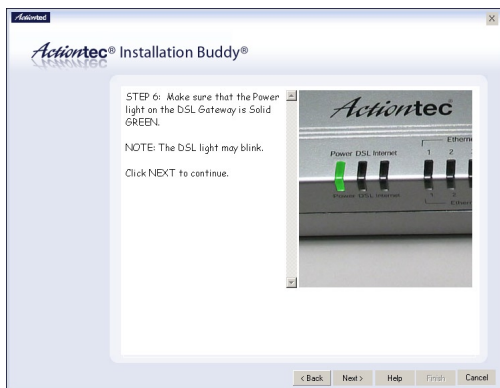 Actiontec
Actiontec® Installation Buddy®
STEP 6: Make sure that the Power
light on the DSL Gateway is Solid
GREEN.
NOTE: The DSL light may blink.
Click NEXT to continue.
Actiontec
Ethern
Power DSL Internet 1 2
Power DSL Internet 1 2
Ethern
< Back Next > Help Finish Cancel